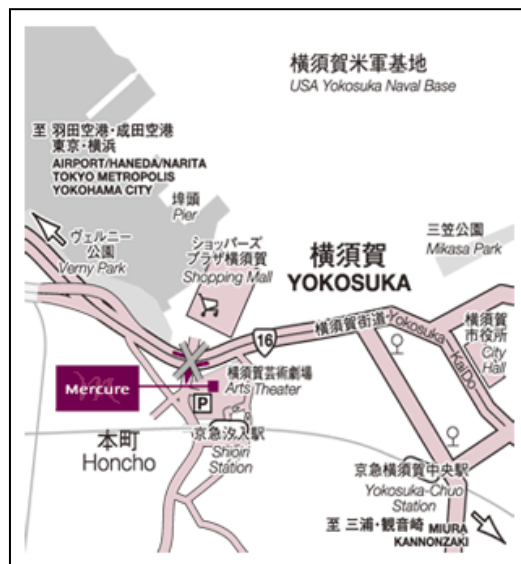 横須賀米軍基地
USA Yokosuka Naval Base
至 羽田空港・成田空港
東京・横浜
AIRPORT/HANEDA/NARITA
TOKYO METROPOLIS
YOKOHAMA CITY
埠頭
Pier
ヴェルニー
公園
Verny Park
ショッパーズ
プラザ横須賀
Shopping Mall
三笠公園
Mikasa Park
横須賀
YOKOSUKA
16
横須賀街道 Yokosuka KaiDo
横須賀
市役所
City
Hall
Mercure
横須賀芸術劇場
Arts Theater
P
本町
Honcho
京急汐入駅
Shioiri
Station
京急横須賀中央駅
Yokosuka-Chuo
Station
至 三浦・観音崎 MIURA
KANNONZAKI